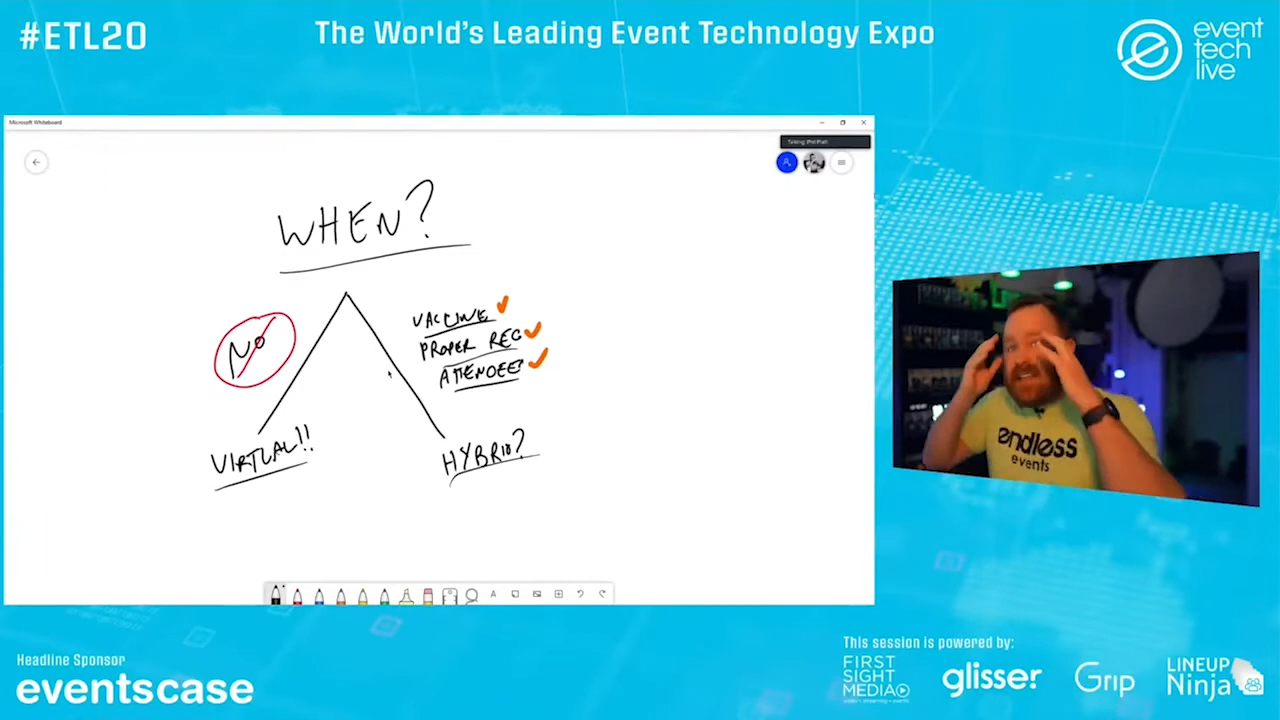 #ETL20
The World's Leading Event Technology Expo
event
tech
live
Microsoft Whiteboard
WHEN?
NO
VACCINE
PROPER REG
ATTENDEES
VIRTUAL!!
HYBRID?
endless
events
Headline Sponsor
eventscase
This session is powered by:
FIRST
SIGHT
MEDIA
glisser
Grip
LINEUP
Ninja